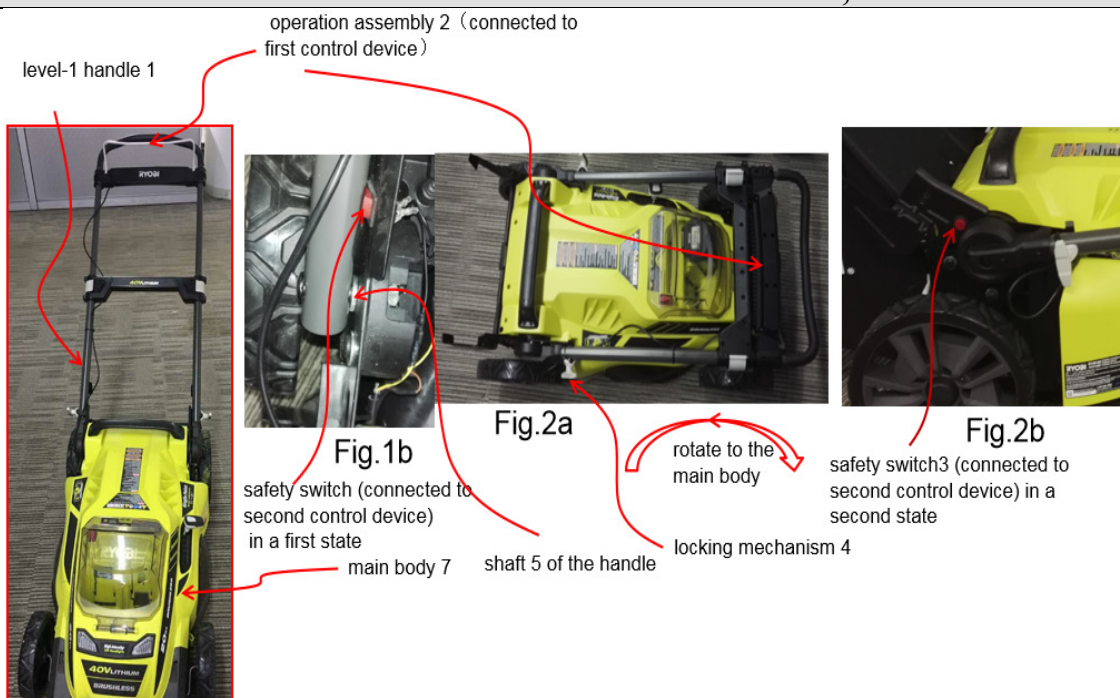 operation assembly 2（connected to
first control device）
level-1 handle 1
RYOBI
40V LITHIUM
Fig.1b
Fig.2a
Fig.2b
rotate to the
main body
safety switch (connected to
second control device)
in a first state
safety switch3 (connected to
second control device) in a
second state
locking mechanism 4
shaft 5 of the handle
main body 7
RYOBI
40V LITHIUM
BRUSHLESS